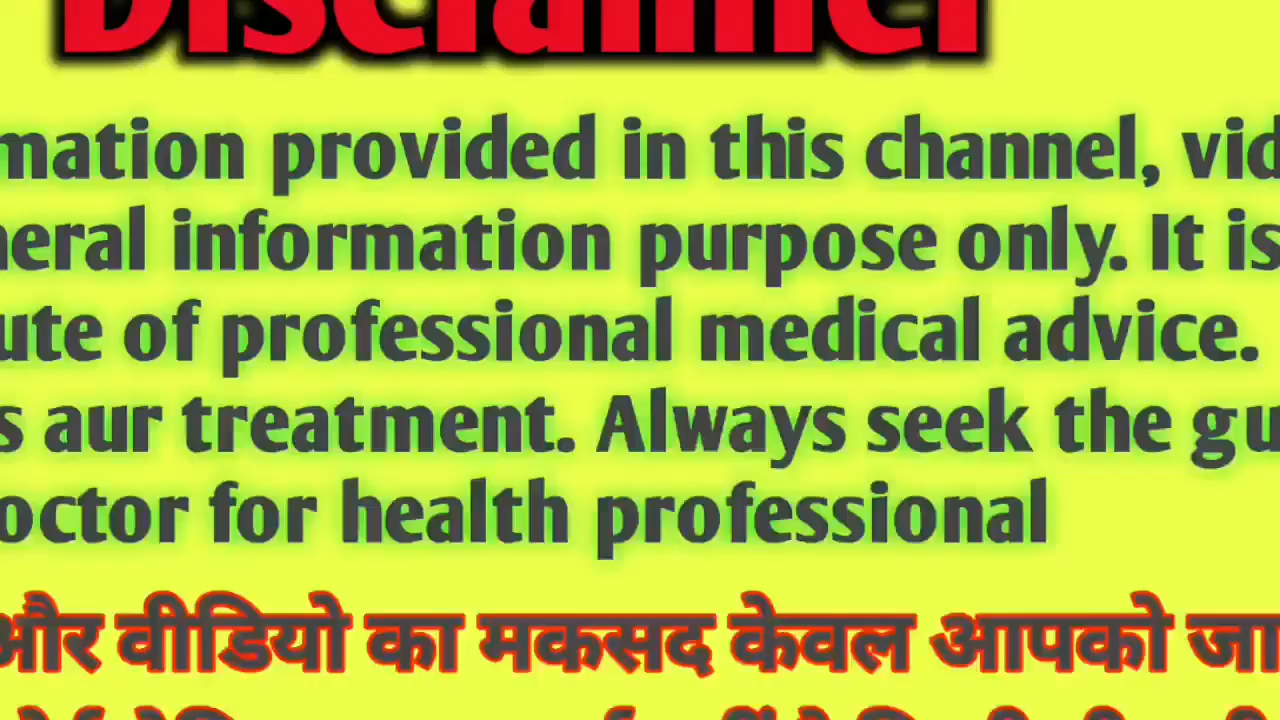 Disclaimer
mation provided in this channel, vid
neral information purpose only. It is
ute of professional medical advice.
s aur treatment. Always seek the gu
octor for health professional
और वीडियो का मकसद केवल आपको जा